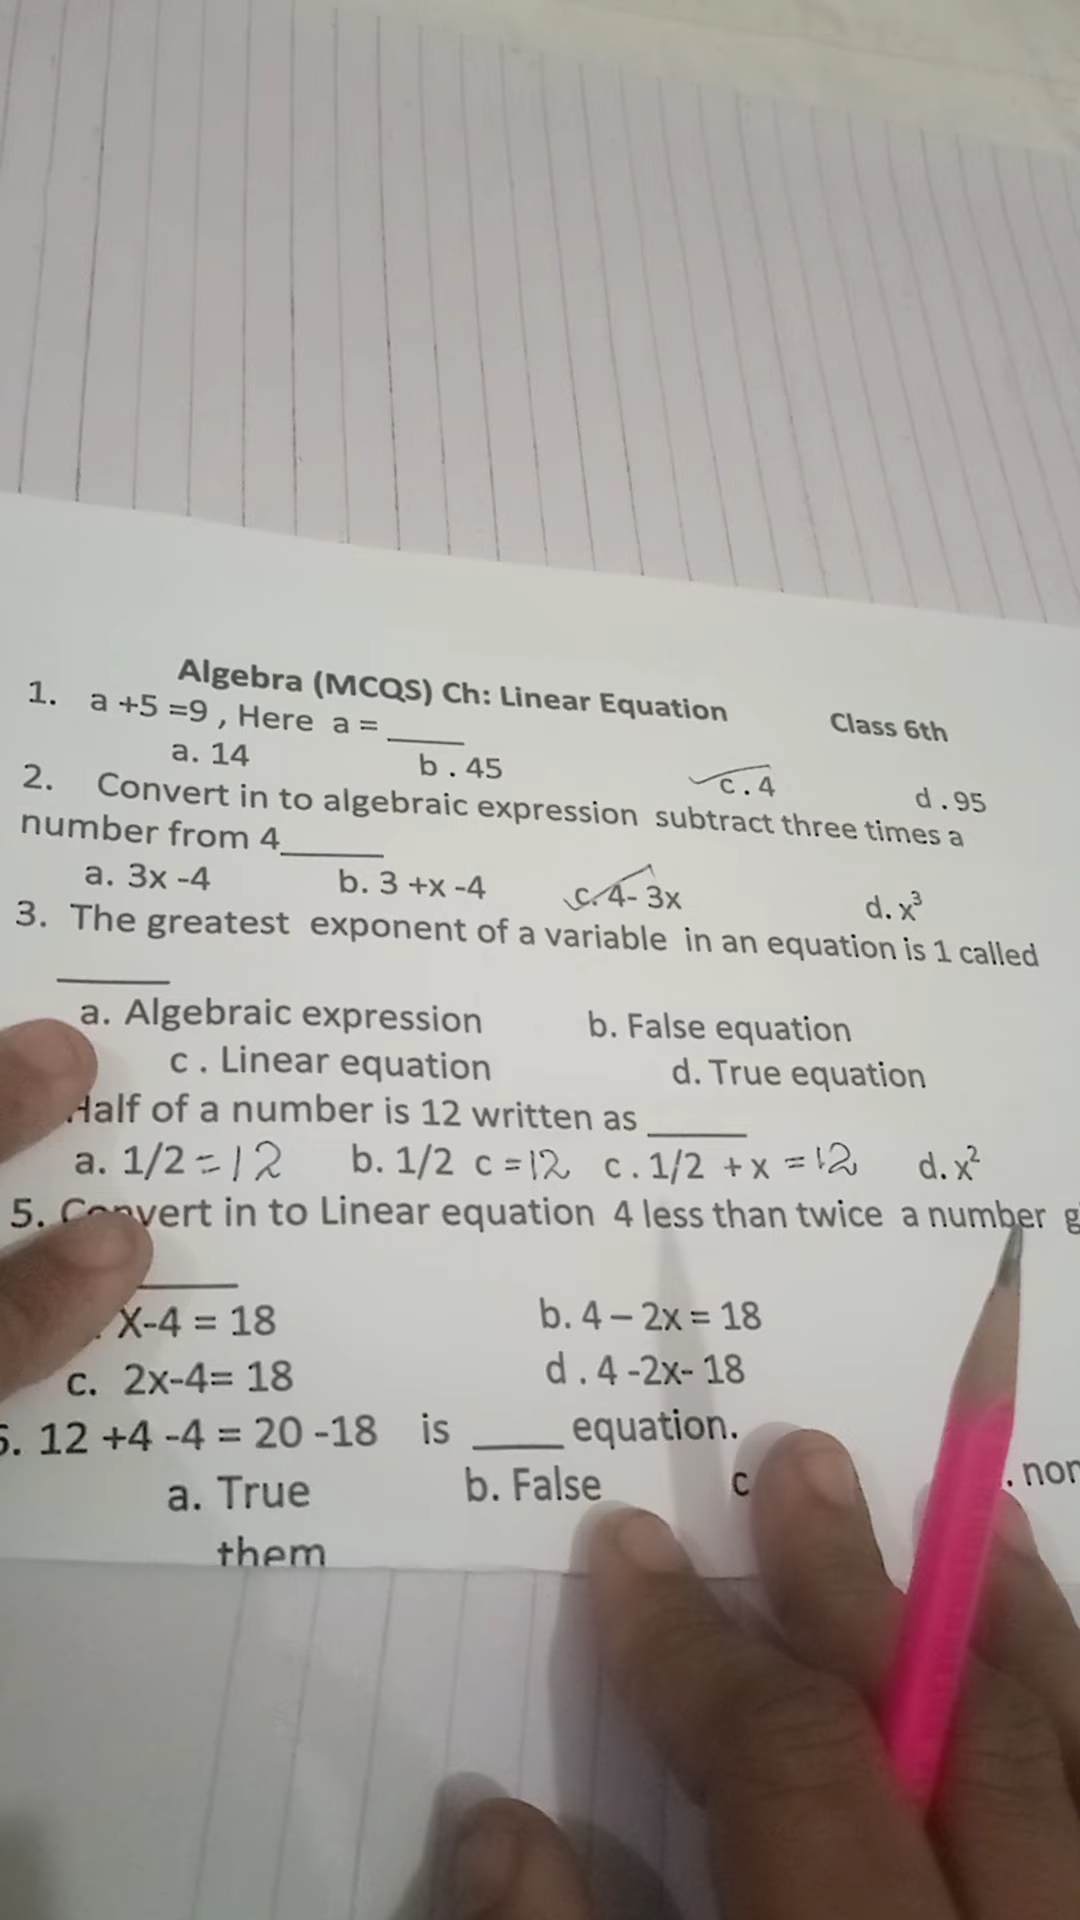 Algebra (MCQS) Ch: Linear Equation Class 6th
1. a +5 =9 , Here a = ____
a. 14 b . 45 c . 4 d . 95
2. Convert in to algebraic expression subtract three times a
number from 4______
a. 3x -4 b. 3 +x -4 c. 4- 3x d. x³
3. The greatest exponent of a variable in an equation is 1 called
______
a. Algebraic expression b. False equation
c . Linear equation d. True equation
Half of a number is 12 written as _____
a. 1/2 = 12 b. 1/2 c = 12 c . 1/2 + x = 12 d. x²
5. Convert in to Linear equation 4 less than twice a number
_____
X-4 = 18 b. 4 – 2x = 18
c. 2x-4= 18 d . 4 -2x- 18
. 12 +4 -4 = 20 -18 is ____ equation.
a. True b. False c
them